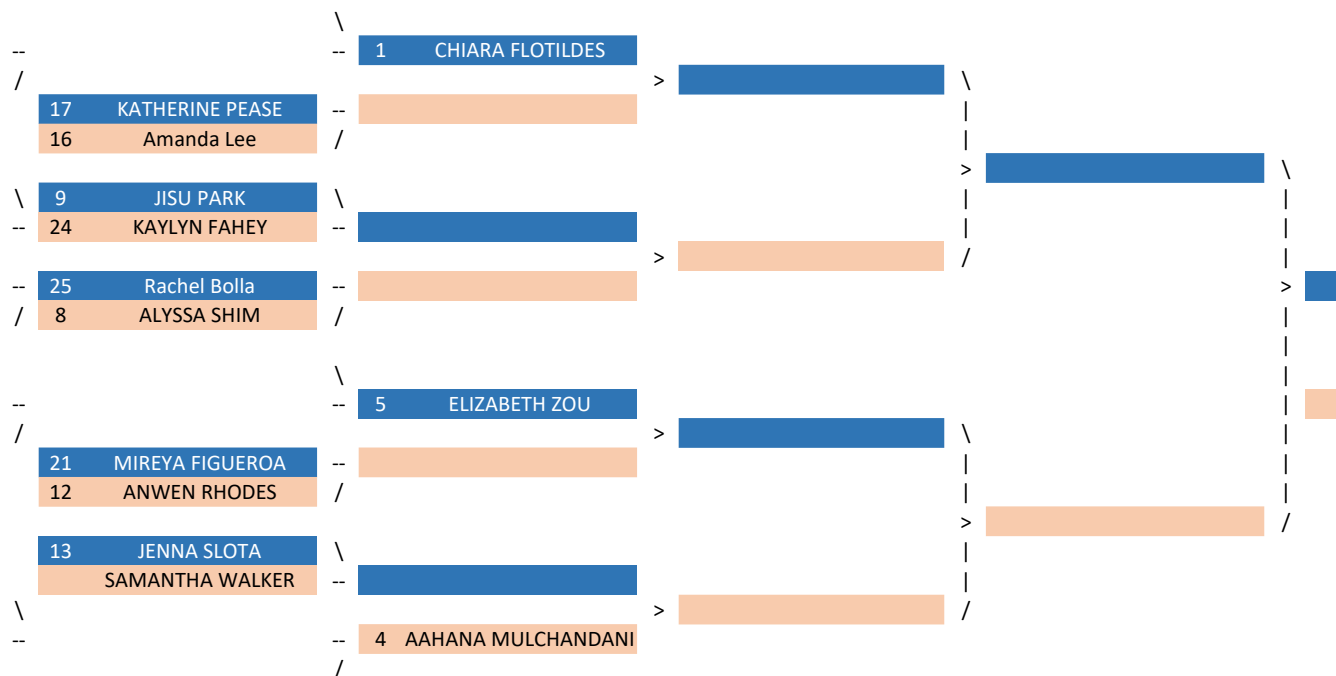 \
-- -- 1 CHIARA FLOTILDES
/ > \
17 KATHERINE PEASE -- |
16 Amanda Lee / |
> \
\ 9 JISU PARK \ | |
-- 24 KAYLYN FAHEY -- | |
> / |
-- 25 Rachel Bolla -- >
/ 8 ALYSSA SHIM / |
|
\ |
-- -- 5 ELIZABETH ZOU |
/ > \ |
21 MIREYA FIGUEROA -- | |
12 ANWEN RHODES / | |
> /
13 JENNA SLOTA \ |
SAMANTHA WALKER -- |
\ > /
-- -- 4 AAHANA MULCHANDANI
/